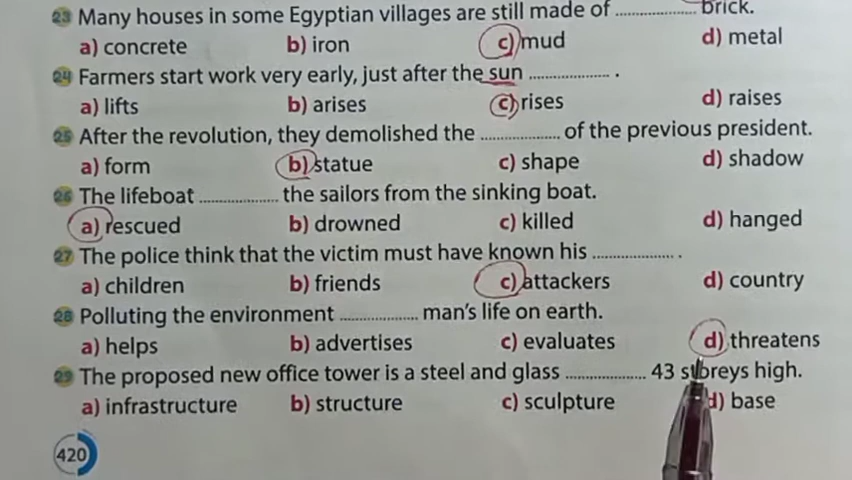 23 Many houses in some Egyptian villages are still made of .................... brick.
a) concrete b) iron c) mud d) metal
24 Farmers start work very early, just after the sun .................... .
a) lifts b) arises c) rises d) raises
25 After the revolution, they demolished the .................... of the previous president.
a) form b) statue c) shape d) shadow
26 The lifeboat .................... the sailors from the sinking boat.
a) rescued b) drowned c) killed d) hanged
27 The police think that the victim must have known his .................... .
a) children b) friends c) attackers d) country
28 Polluting the environment .................... man's life on earth.
a) helps b) advertises c) evaluates d) threatens
29 The proposed new office tower is a steel and glass .................... 43 storeys high.
a) infrastructure b) structure c) sculpture d) base
420